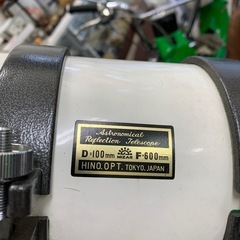 Astronomical
Reflection Telescope
D=100mm MIZAR F=600mm
HINO.OPT. TOKYO, JAPAN